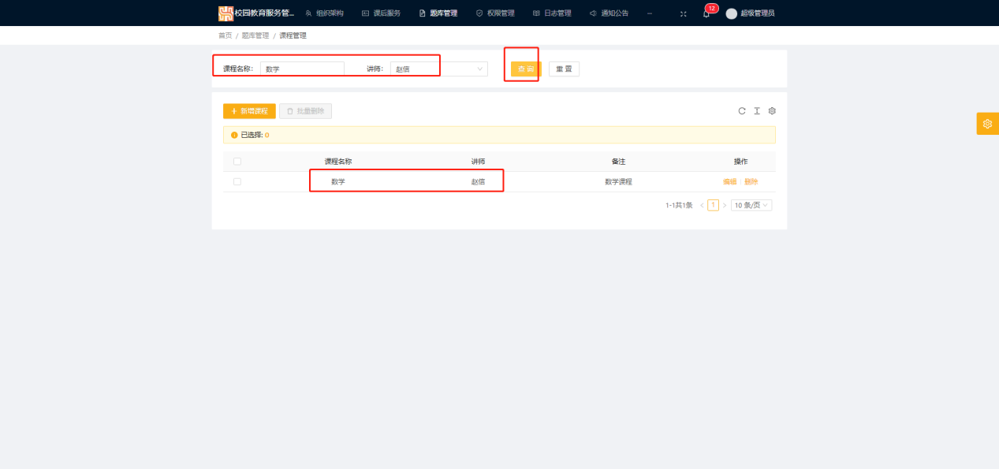 校园教育服务管... 组织架构 课后服务 题库管理 权限管理 日志管理 通知公告 12 超级管理员
首页 / 题库管理 / 课程管理
课程名称: 数学 讲师: 赵信 查 询 重 置
+ 新增课程 批量删除
已选择: 0
课程名称 讲师 备注 操作
数学 赵信 数学课程 编辑 | 删除
1-1共1条 < 1 > 10 条/页